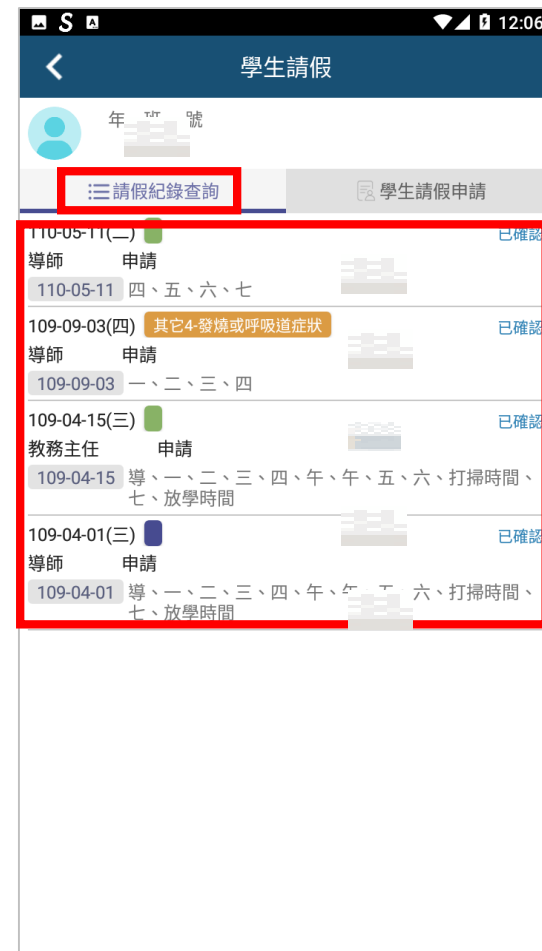 12:06
學生請假
年 班 號
請假紀錄查詢
學生請假申請
110-05-11(二)
已確認
導師 申請
110-05-11 四、五、六、七
109-09-03(四) 其它4-發燒或呼吸道症狀
已確認
導師 申請
109-09-03 一、二、三、四
109-04-15(三)
已確認
教務主任 申請
109-04-15 導、一、二、三、四、午、午、五、六、打掃時間、
七、放學時間
109-04-01(三)
已確認
導師 申請
109-04-01 導、一、二、三、四、午、午、五、六、打掃時間、
七、放學時間